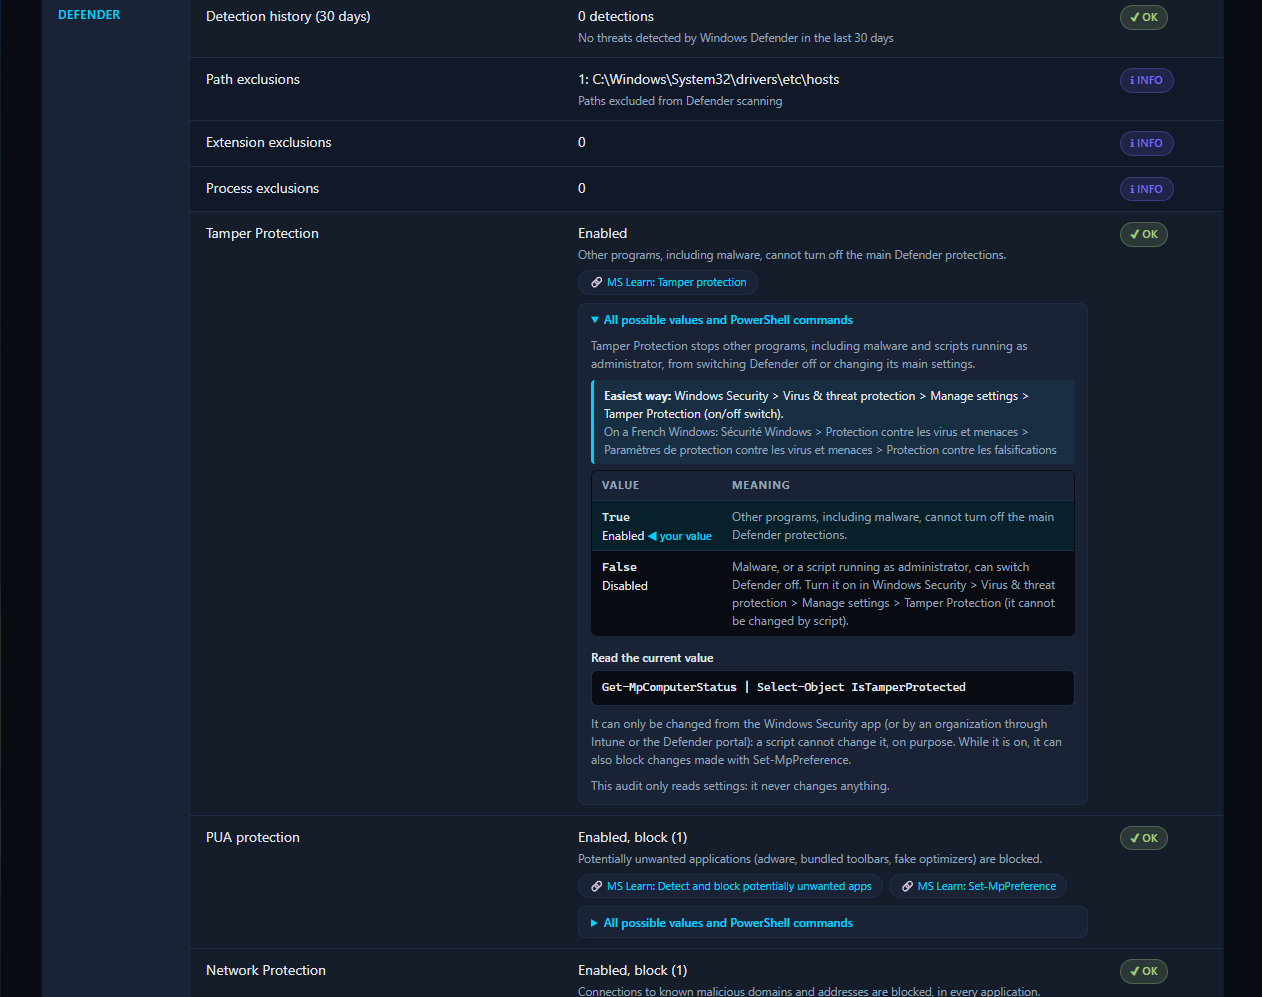 DEFENDER
Detection history (30 days)
0 detections
✓ OK
No threats detected by Windows Defender in the last 30 days
Path exclusions
1: C:\Windows\System32\drivers\etc\hosts
i INFO
Paths excluded from Defender scanning
Extension exclusions
0
i INFO
Process exclusions
0
i INFO
Tamper Protection
Enabled
✓ OK
Other programs, including malware, cannot turn off the main Defender protections.
MS Learn: Tamper protection
▼ All possible values and PowerShell commands
Tamper Protection stops other programs, including malware and scripts running as
administrator, from switching Defender off or changing its main settings.
Easiest way: Windows Security > Virus & threat protection > Manage settings >
Tamper Protection (on/off switch).
On a French Windows: Sécurité Windows > Protection contre les virus et menaces >
Paramètres de protection contre les virus et menaces > Protection contre les falsifications
VALUE
MEANING
True
Enabled ◀ your value
Other programs, including malware, cannot turn off the main
Defender protections.
False
Disabled
Malware, or a script running as administrator, can switch
Defender off. Turn it on in Windows Security > Virus & threat
protection > Manage settings > Tamper Protection (it cannot
be changed by script).
Read the current value
Get-MpComputerStatus | Select-Object IsTamperProtected
It can only be changed from the Windows Security app (or by an organization through
Intune or the Defender portal): a script cannot change it, on purpose. While it is on, it can
also block changes made with Set-MpPreference.
This audit only reads settings: it never changes anything.
PUA protection
Enabled, block (1)
✓ OK
Potentially unwanted applications (adware, bundled toolbars, fake optimizers) are blocked.
MS Learn: Detect and block potentially unwanted apps
MS Learn: Set-MpPreference
▶ All possible values and PowerShell commands
Network Protection
Enabled, block (1)
✓ OK
Connections to known malicious domains and addresses are blocked, in every application.